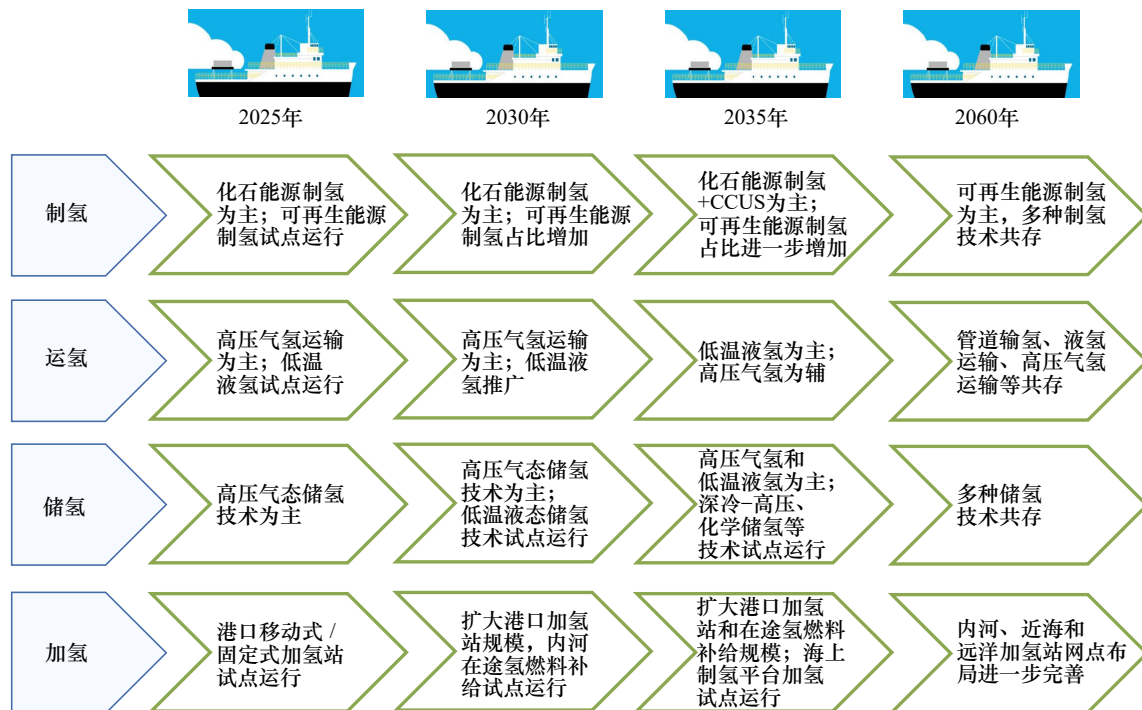 2025年
2030年
2035年
2060年
制氢
化石能源制氢
为主；可再生能源
制氢试点运行
化石能源制氢
为主；可再生能源
制氢占比增加
化石能源制氢
+CCUS为主；
可再生能源制氢
占比进一步增加
可再生能源制氢
为主，多种制氢
技术共存
运氢
高压气氢运输
为主；低温
液氢试点运行
高压气氢运输
为主；低温液
氢推广
低温液氢为主；
高压气氢为辅
管道输氢、液氢
运输、高压气氢
运输等共存
储氢
高压气态储氢
技术为主
高压气态储氢
技术为主；
低温液态储氢
技术试点运行
高压气氢和
低温液氢为主；
深冷−高压、
化学储氢等
技术试点运行
多种储氢
技术共存
加氢
港口移动式 /
固定式加氢站
试点运行
扩大港口加氢
站规模，内河
在途氢燃料补
给试点运行
扩大港口加氢
站和在途氢燃料
补给规模；海上
制氢平台加氢
试点运行
内河、近海和
远洋加氢站网点布
局进一步完善